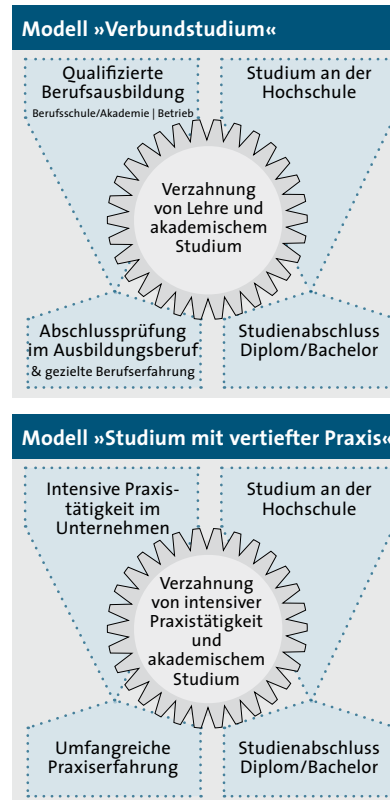 Modell »Verbundstudium«
Qualifizierte
Berufsausbildung
Berufsschule/Akademie | Betrieb
Studium an der
Hochschule
Verzahnung
von Lehre und
akademischem
Studium
Abschlussprüfung
im Ausbildungsberuf
& gezielte Berufserfahrung
Studienabschluss
Diplom/Bachelor
Modell »Studium mit vertiefter Praxis«
Intensive Praxis-
tätigkeit im
Unternehmen
Studium an der
Hochschule
Verzahnung
von intensiver
Praxistätigkeit
und
akademischem
Studium
Umfangreiche
Praxiserfahrung
Studienabschluss
Diplom/Bachelor